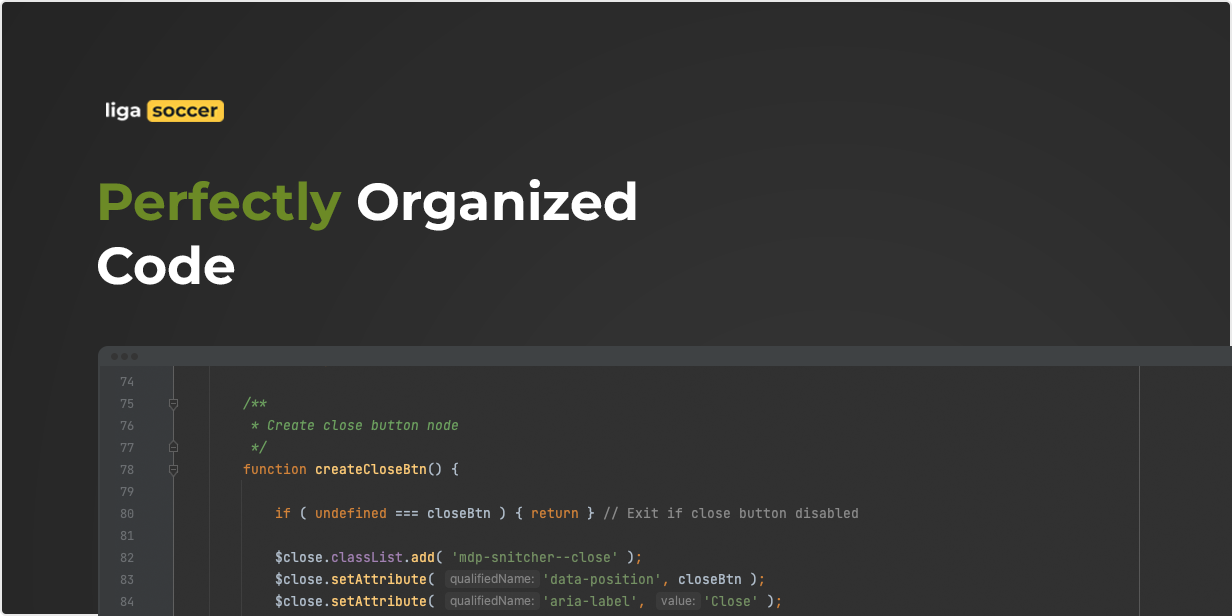 liga soccer
Perfectly Organized
Code
74
75 /**
76 * Create close button node
77 */
78 function createCloseBtn() {
79
80 if ( undefined === closeBtn ) { return } // Exit if close button disabled
81
82 $close.classList.add( 'mdp-snitcher--close' );
83 $close.setAttribute( qualifiedName: 'data-position', closeBtn );
84 $close.setAttribute( qualifiedName: 'aria-label', value: 'Close' );